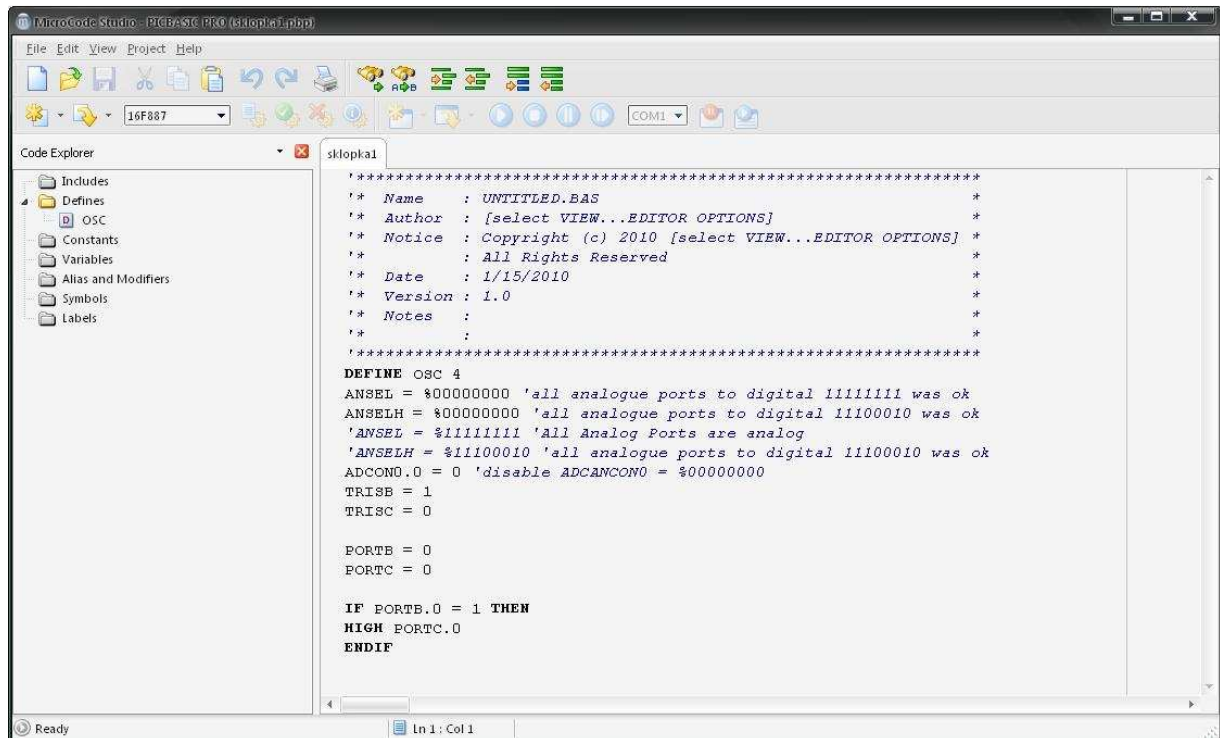 MicroCode Studio - PICBASIC PRO (sklopka1.pbp)
File Edit View Project Help
16F887
COM1
Code Explorer
sklopka1
Includes
Defines
OSC
Constants
Variables
Alias and Modifiers
Symbols
Labels
'****************************************************************
'*  Name    : UNTITLED.BAS                                      *
'*  Author  : [select VIEW...EDITOR OPTIONS]                    *
'*  Notice  : Copyright (c) 2010 [select VIEW...EDITOR OPTIONS] *
'*          : All Rights Reserved                               *
'*  Date    : 1/15/2010                                         *
'*  Version : 1.0                                               *
'*  Notes   :                                                   *
'*          :                                                   *
'****************************************************************
DEFINE OSC 4
ANSEL = %00000000 'all analogue ports to digital 11111111 was ok
ANSELH = %00000000 'all analogue ports to digital 11100010 was ok
'ANSEL = %11111111 'All Analog Ports are analog
'ANSELH = %11100010 'all analogue ports to digital 11100010 was ok
ADCON0.0 = 0 'disable ADCANCON0 = %00000000
TRISB = 1
TRISC = 0
PORTB = 0
PORTC = 0
IF PORTB.0 = 1 THEN
HIGH PORTC.0
ENDIF
Ready
Ln 1 : Col 1